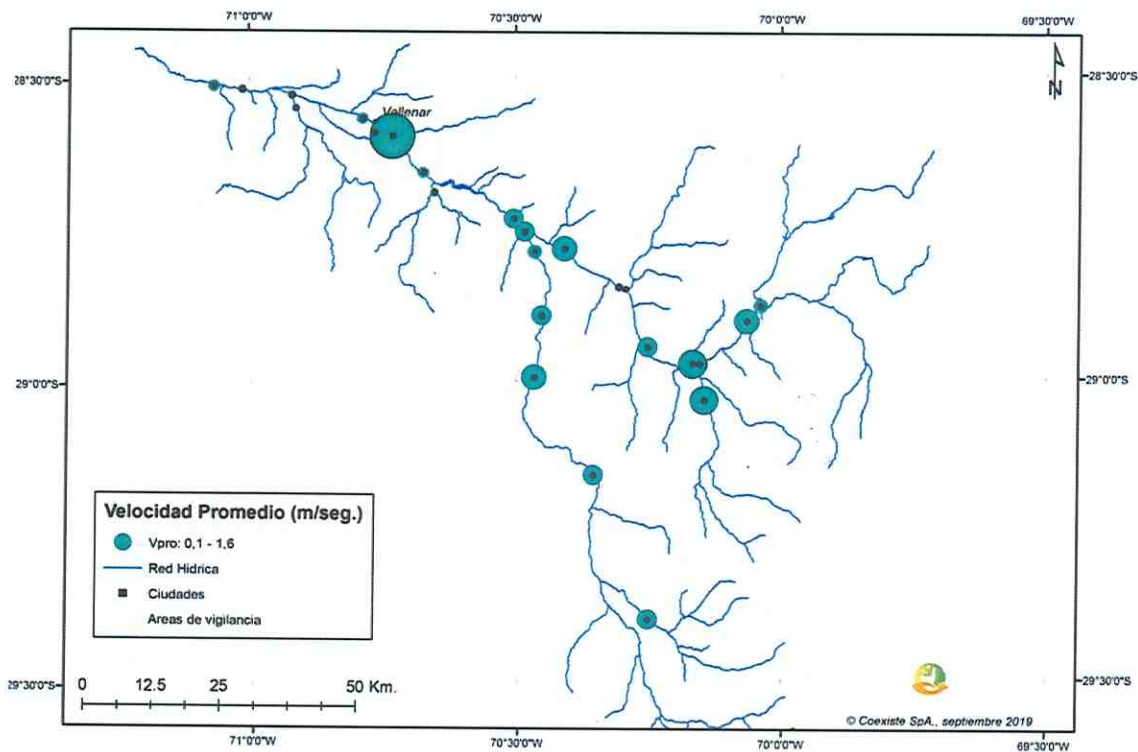 71°0'0"W
70°30'0"W
70°0'0"W
69°30'0"W
28°30'0"S
28°30'0"S
N
Vallenar
29°0'0"S
29°0'0"S
Velocidad Promedio (m/seg.)
Vpro: 0,1 - 1,6
Red Hídrica
Ciudades
Areas de vigilancia
0 12.5 25 50 Km.
29°30'0"S
29°30'0"S
© Coexiste SpA., septiembre 2019
71°0'0"W
70°30'0"W
70°0'0"W
69°30'0"W